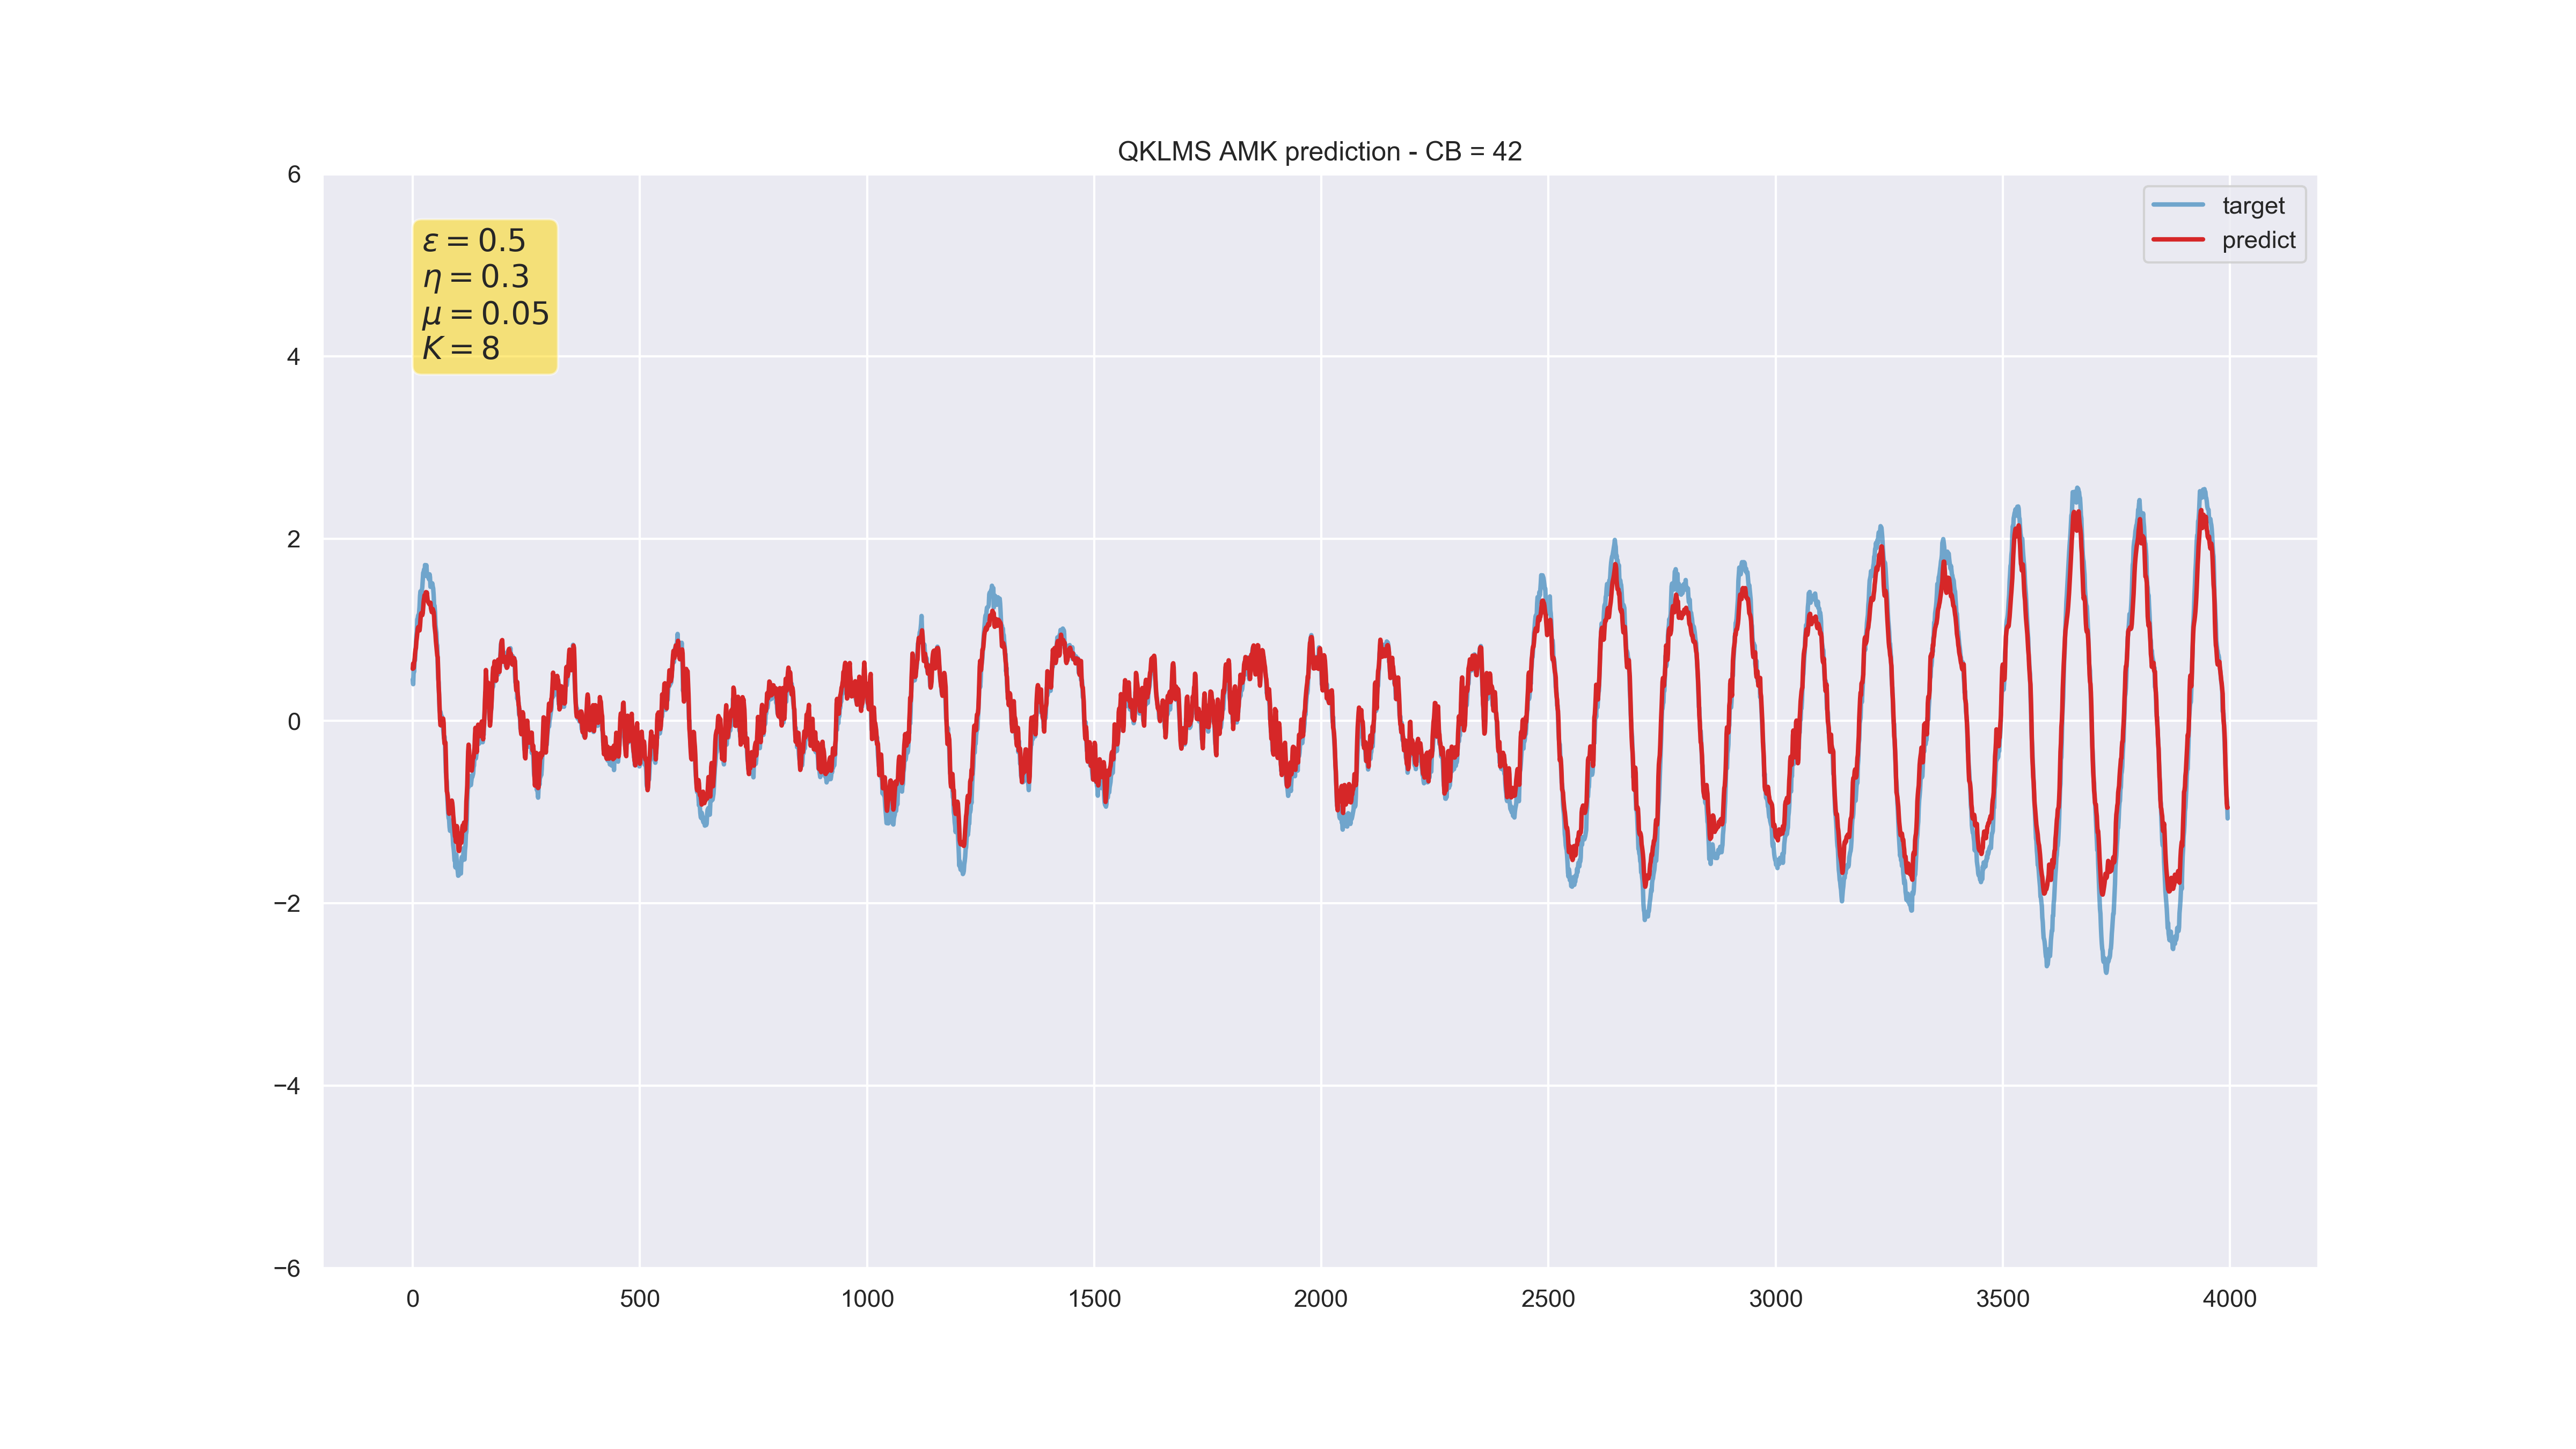 QKLMS AMK prediction - CB = 42
6
4
2
0
−2
−4
−6
ε = 0.5
η = 0.3
μ = 0.05
K = 8
target
predict
0 500 1000 1500 2000 2500 3000 3500 4000